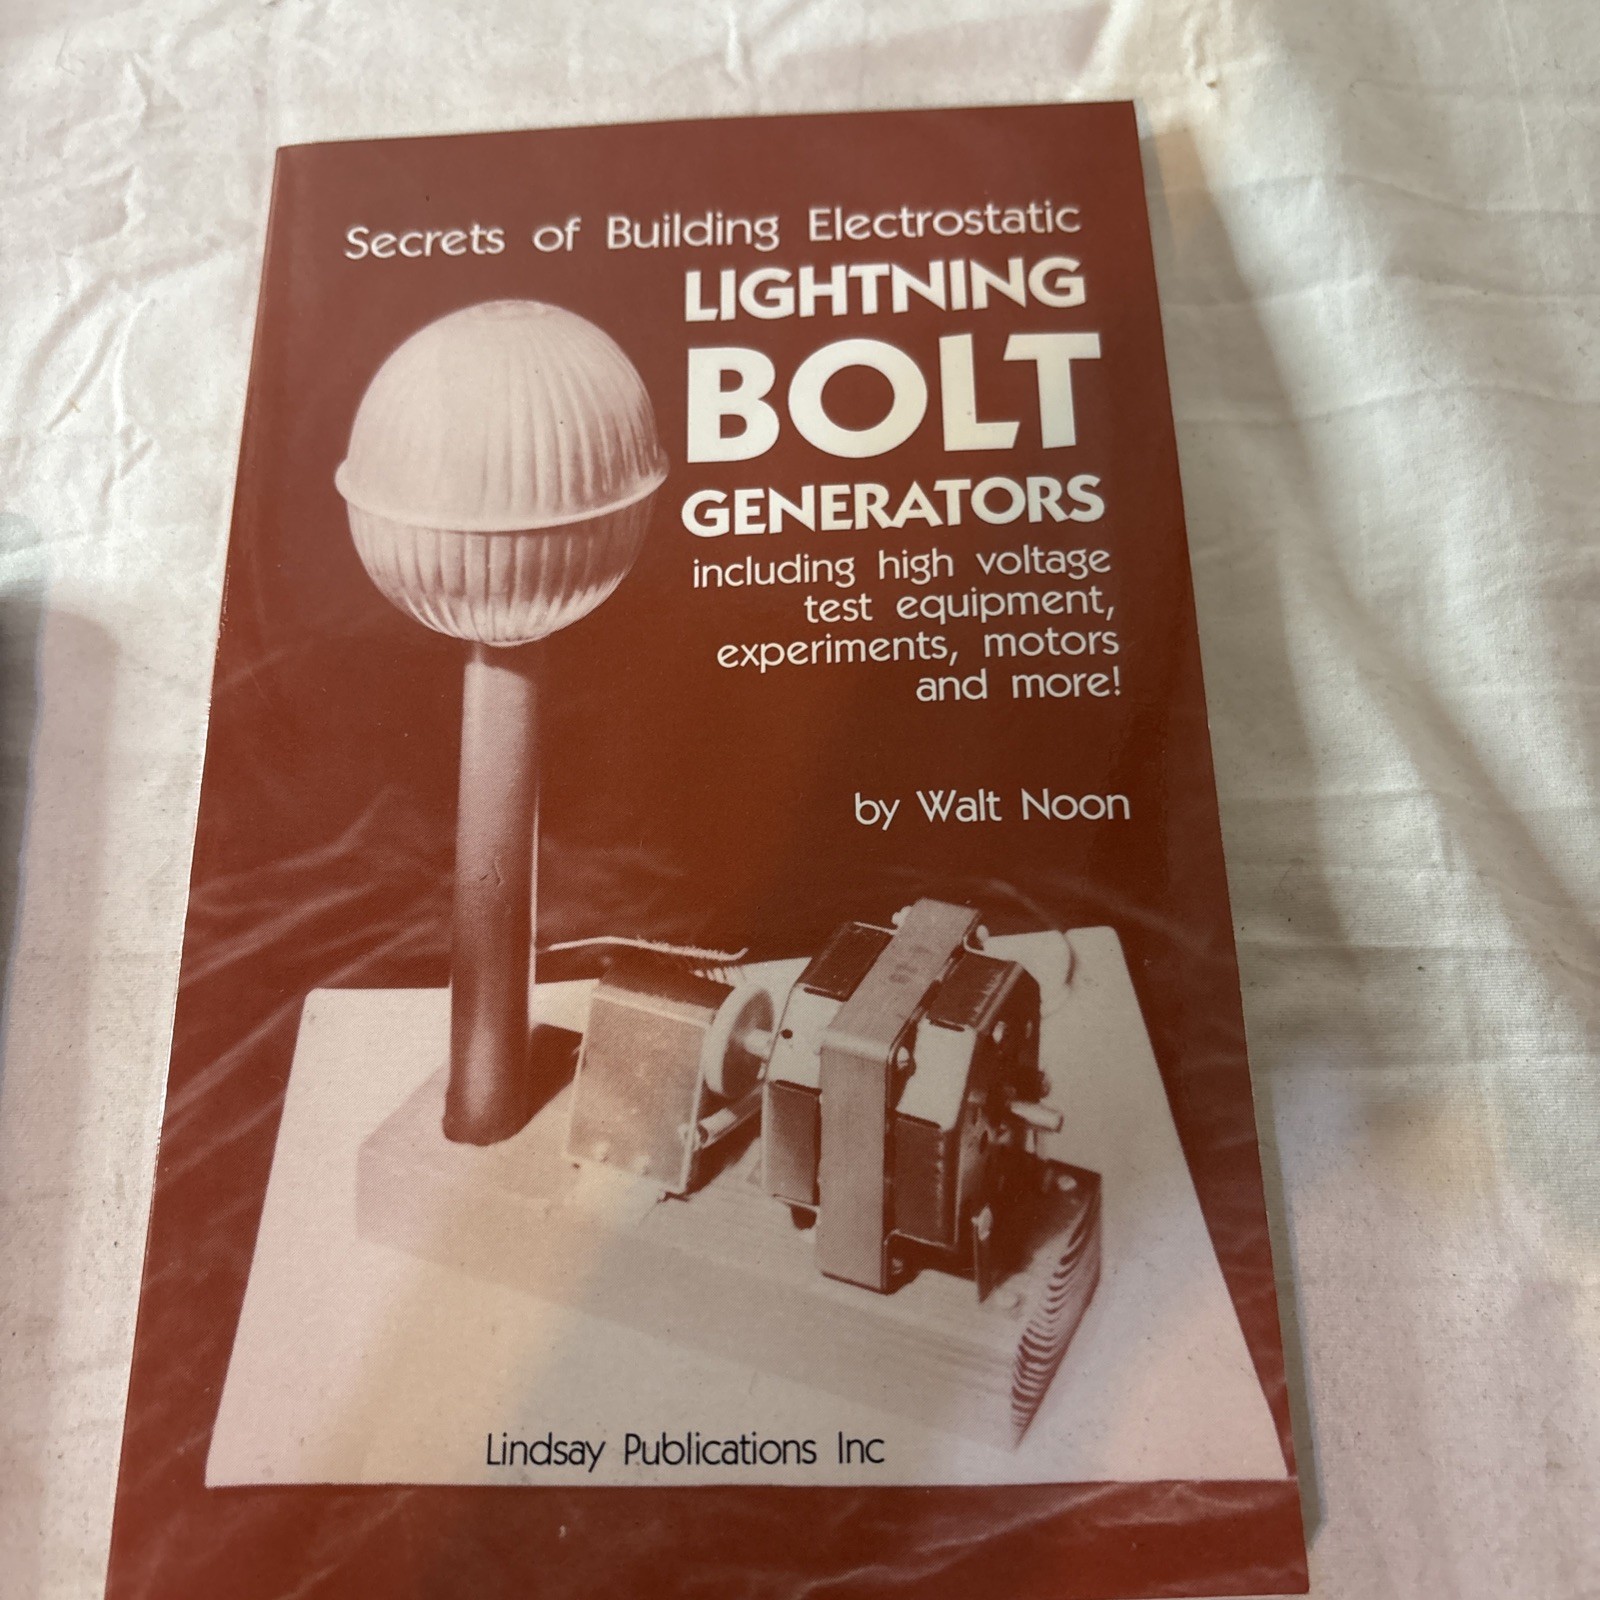 Secrets of Building Electrostatic
LIGHTNING
BOLT
GENERATORS
including high voltage
test equipment,
experiments, motors
and more!
by Walt Noon
Lindsay Publications Inc